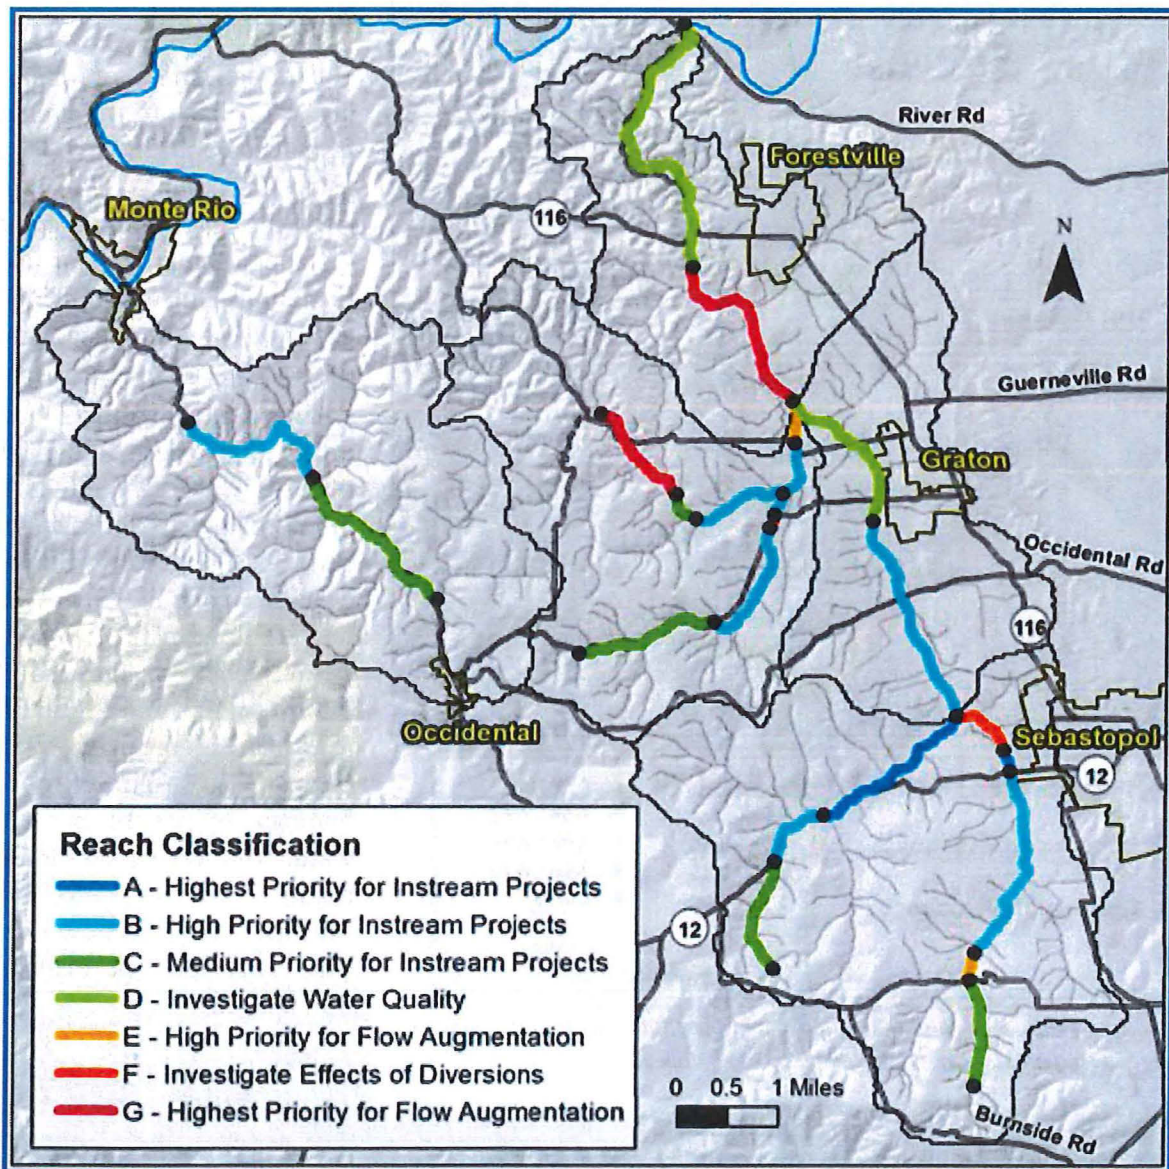 River Rd
Forestville
Monte Rio
116
N
Guerneville Rd
Graton
Occidental Rd
116
Occidental
Sebastopol
12
12
Reach Classification
A - Highest Priority for Instream Projects
B - High Priority for Instream Projects
C - Medium Priority for Instream Projects
D - Investigate Water Quality
E - High Priority for Flow Augmentation
F - Investigate Effects of Diversions
G - Highest Priority for Flow Augmentation
0 0.5 1 Miles
Burnside Rd